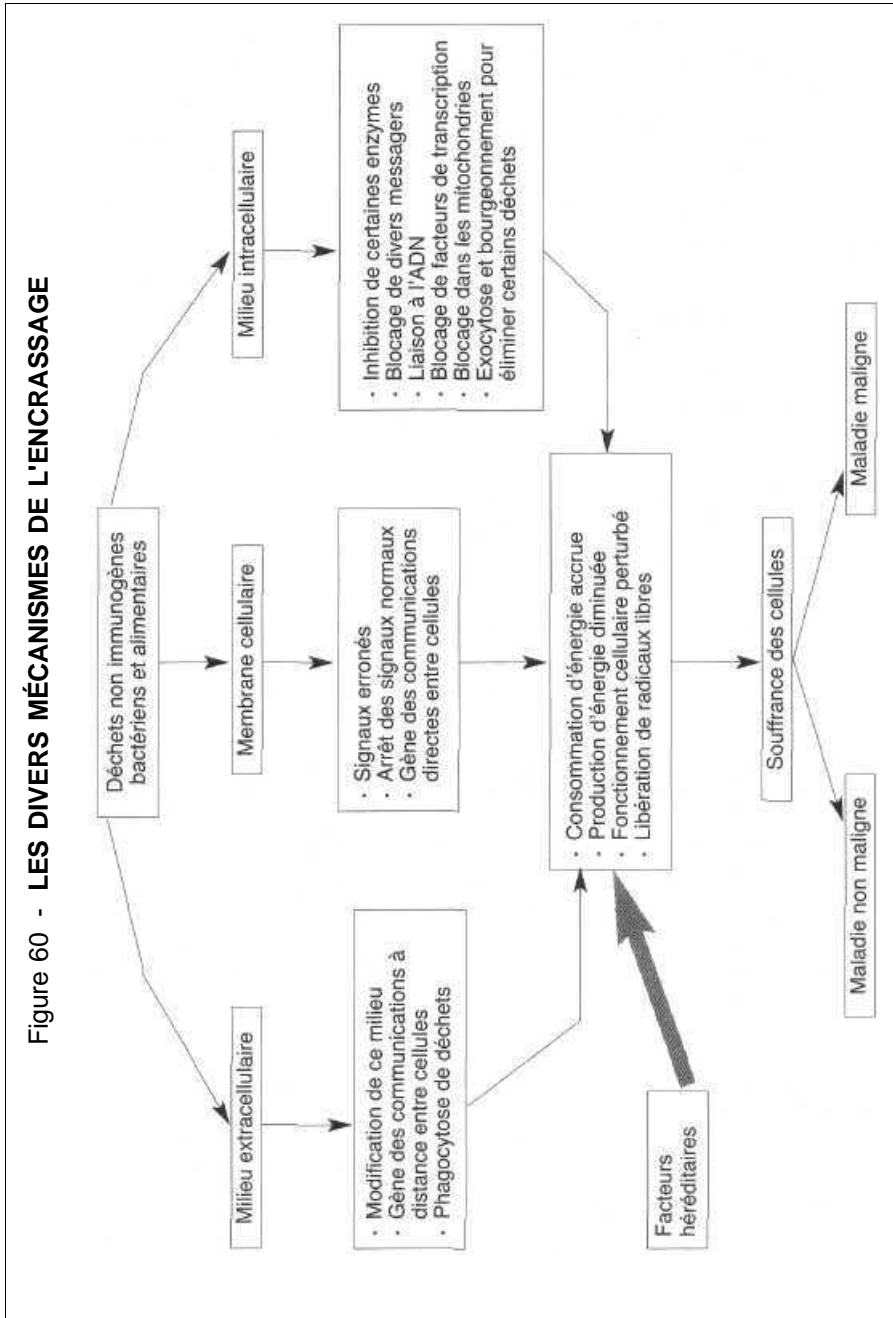 Figure 60 - LES DIVERS MÉCANISMES DE L'ENCRASSAGE
Déchets non immunogènes
bactériens et alimentaires
Milieu extracellulaire
Membrane cellulaire
Milieu intracellulaire
• Modification de ce milieu
• Gène des communications à
distance entre cellules
• Phagocytose de déchets
• Signaux erronés
• Arrêt des signaux normaux
• Gène des communications
directes entre cellules
• Inhibition de certaines enzymes
• Blocage de divers messagers
• Liaison à l'ADN
• Blocage de facteurs de transcription
• Blocage dans les mitochondries
• Exocytose et bourgeonnement pour
éliminer certains déchets
• Consommation d'énergie accrue
• Production d'énergie diminuée
• Fonctionnement cellulaire perturbé
• Libération de radicaux libres
Facteurs
héréditaires
Souffrance des cellules
Maladie non maligne
Maladie maligne